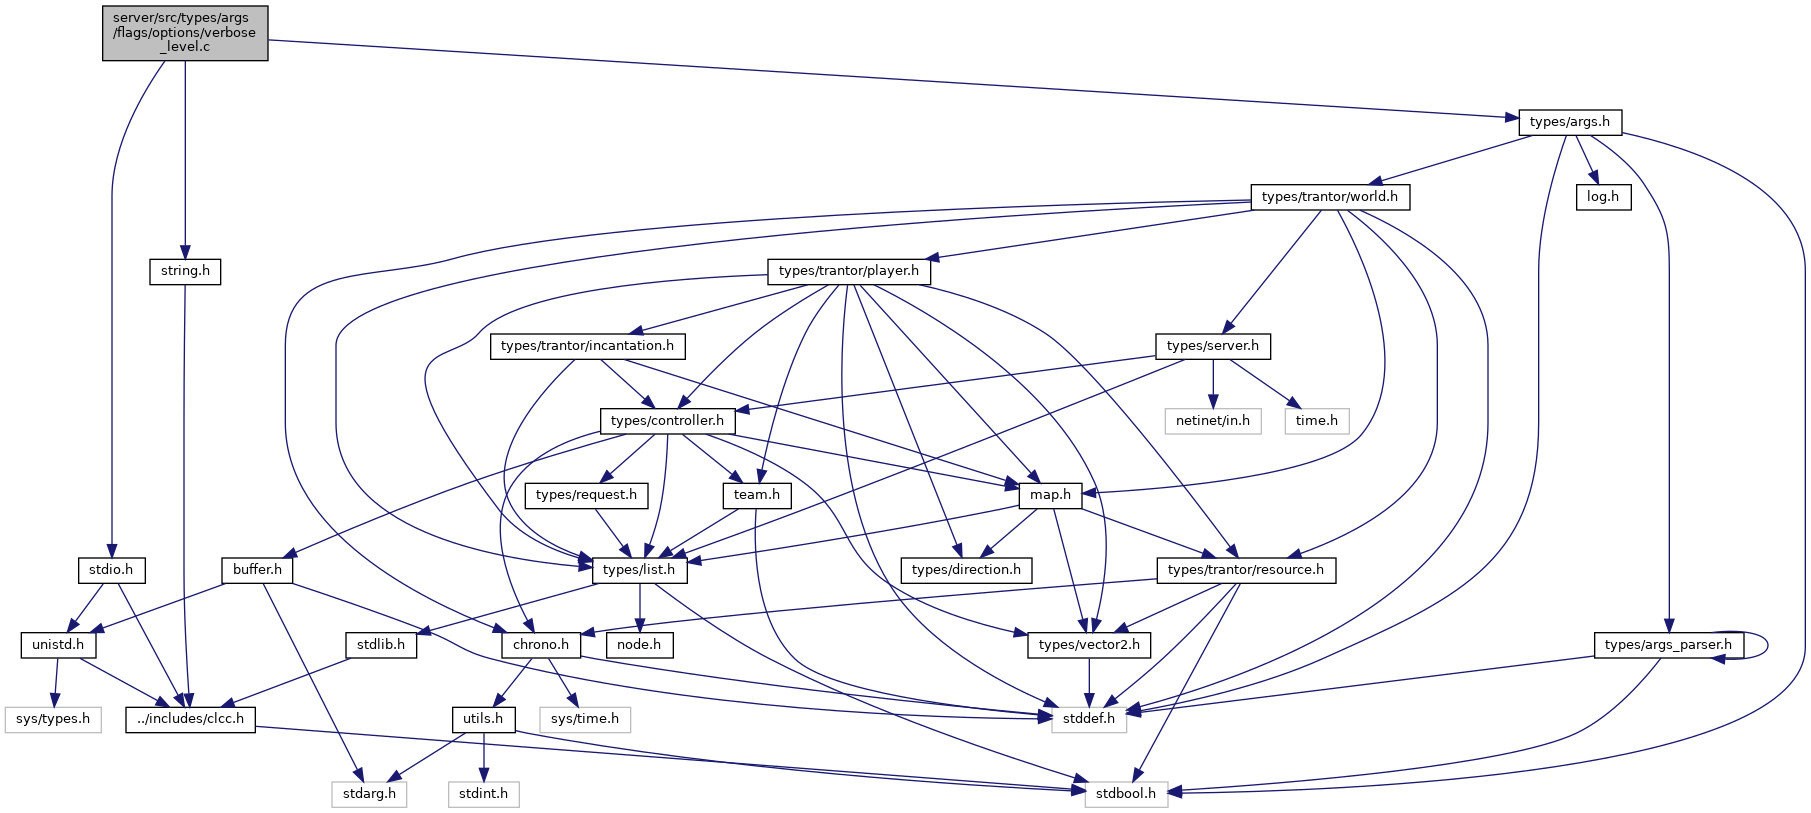 server/src/types/args
/flags/options/verbose
_level.c
types/args.h
types/trantor/world.h
log.h
string.h
types/trantor/player.h
types/trantor/incantation.h
types/server.h
types/controller.h
netinet/in.h
time.h
types/request.h
team.h
map.h
stdio.h
buffer.h
types/list.h
types/direction.h
types/trantor/resource.h
unistd.h
stdlib.h
chrono.h
node.h
types/vector2.h
types/args_parser.h
sys/types.h
../includes/clcc.h
utils.h
sys/time.h
stddef.h
stdarg.h
stdint.h
stdbool.h